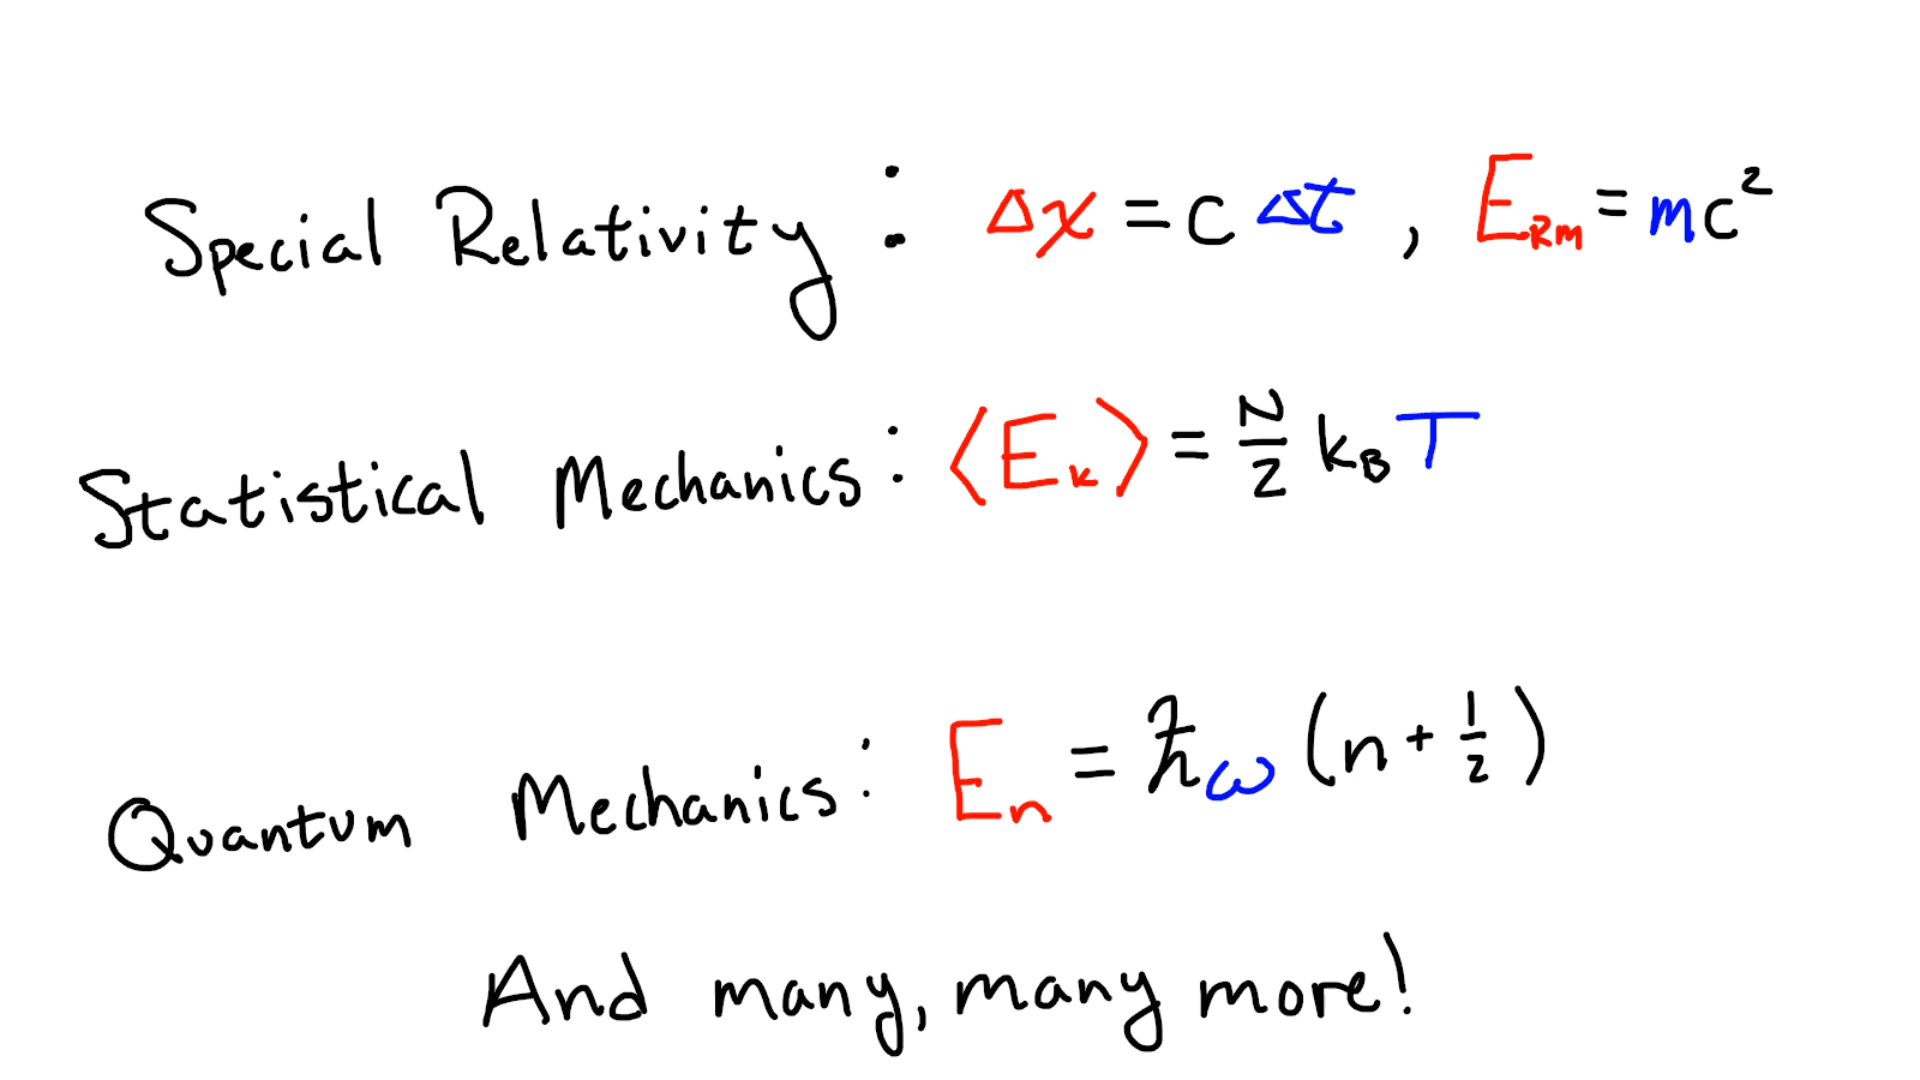 Special Relativity: Δx = c Δt, E_RM = mc²
Statistical Mechanics: ⟨E_k⟩ = N/2 k_B T
Quantum Mechanics: E_n = ℏω (n + 1/2)
And many, many more!